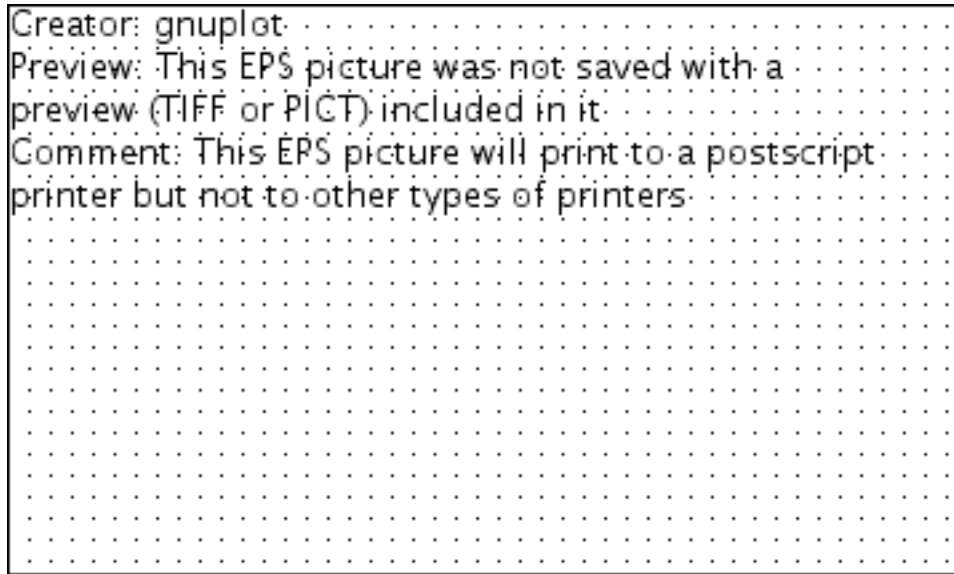 Creator: gnuplot
Preview: This EPS picture was not saved with a
preview (TIFF or PICT) included in it
Comment: This EPS picture will print to a postscript
printer but not to other types of printers